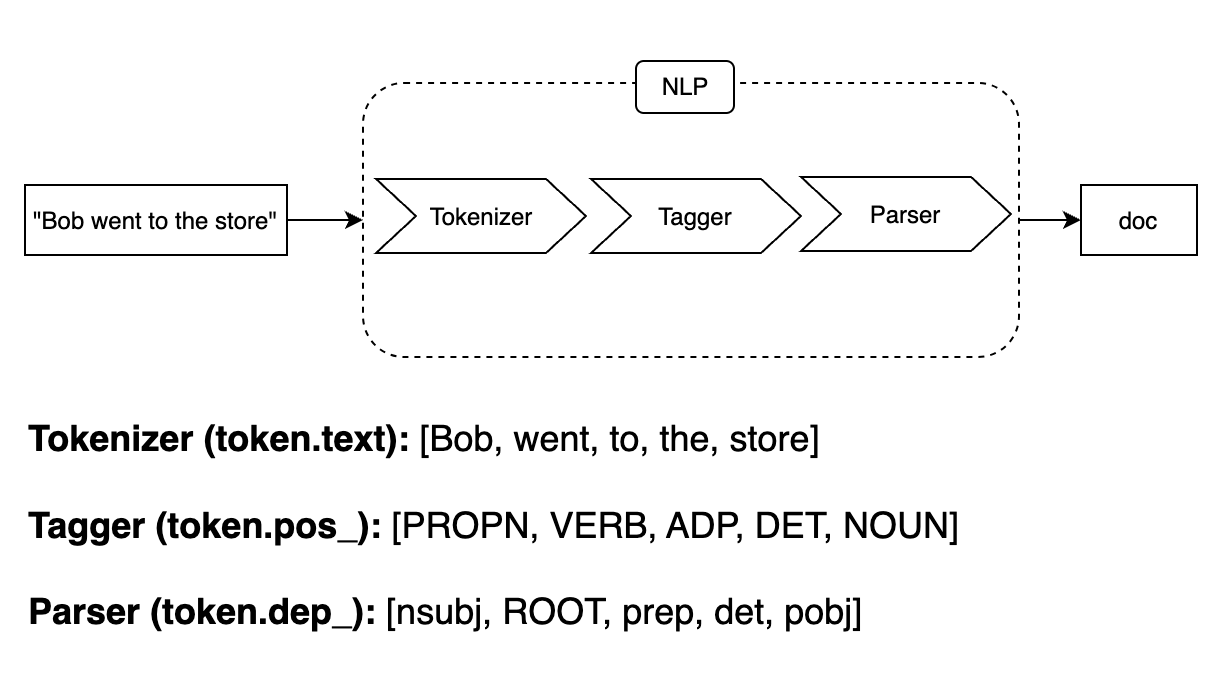 NLP
"Bob went to the store"
Tokenizer
Tagger
Parser
doc
Tokenizer (token.text): [Bob, went, to, the, store]
Tagger (token.pos_): [PROPN, VERB, ADP, DET, NOUN]
Parser (token.dep_): [nsubj, ROOT, prep, det, pobj]